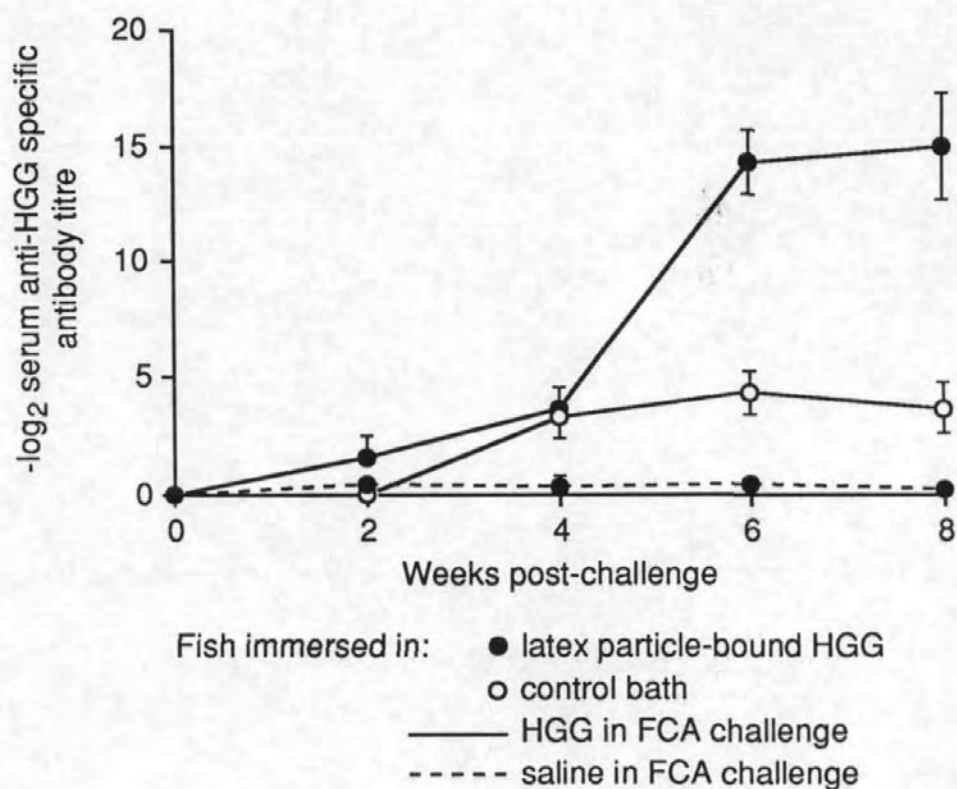 20
15
10
5
0
-log2 serum anti-HGG specific
antibody titre
0 2 4 6 8
Weeks post-challenge
Fish immersed in:
latex particle-bound HGG
control bath
HGG in FCA challenge
saline in FCA challenge